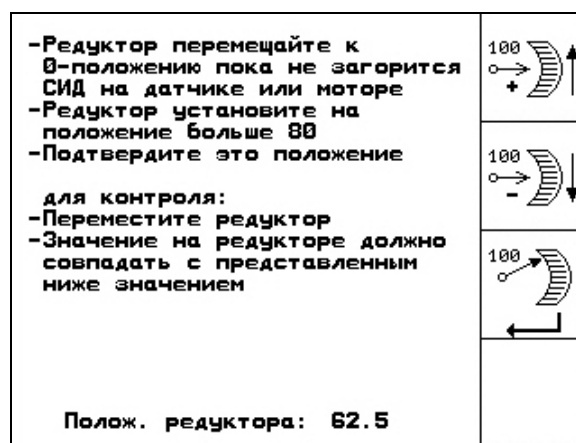 -Редуктор перемещайте к
0-положению пока не загорится
СИД на датчике или моторе
-Редуктор установите на
положение больше 80
-Подтвердите это положение
для контроля:
-Переместите редуктор
-Значение на редукторе должно
совпадать с представленным
ниже значением
Полож. редуктора: 62.5
100
+
100
-
100